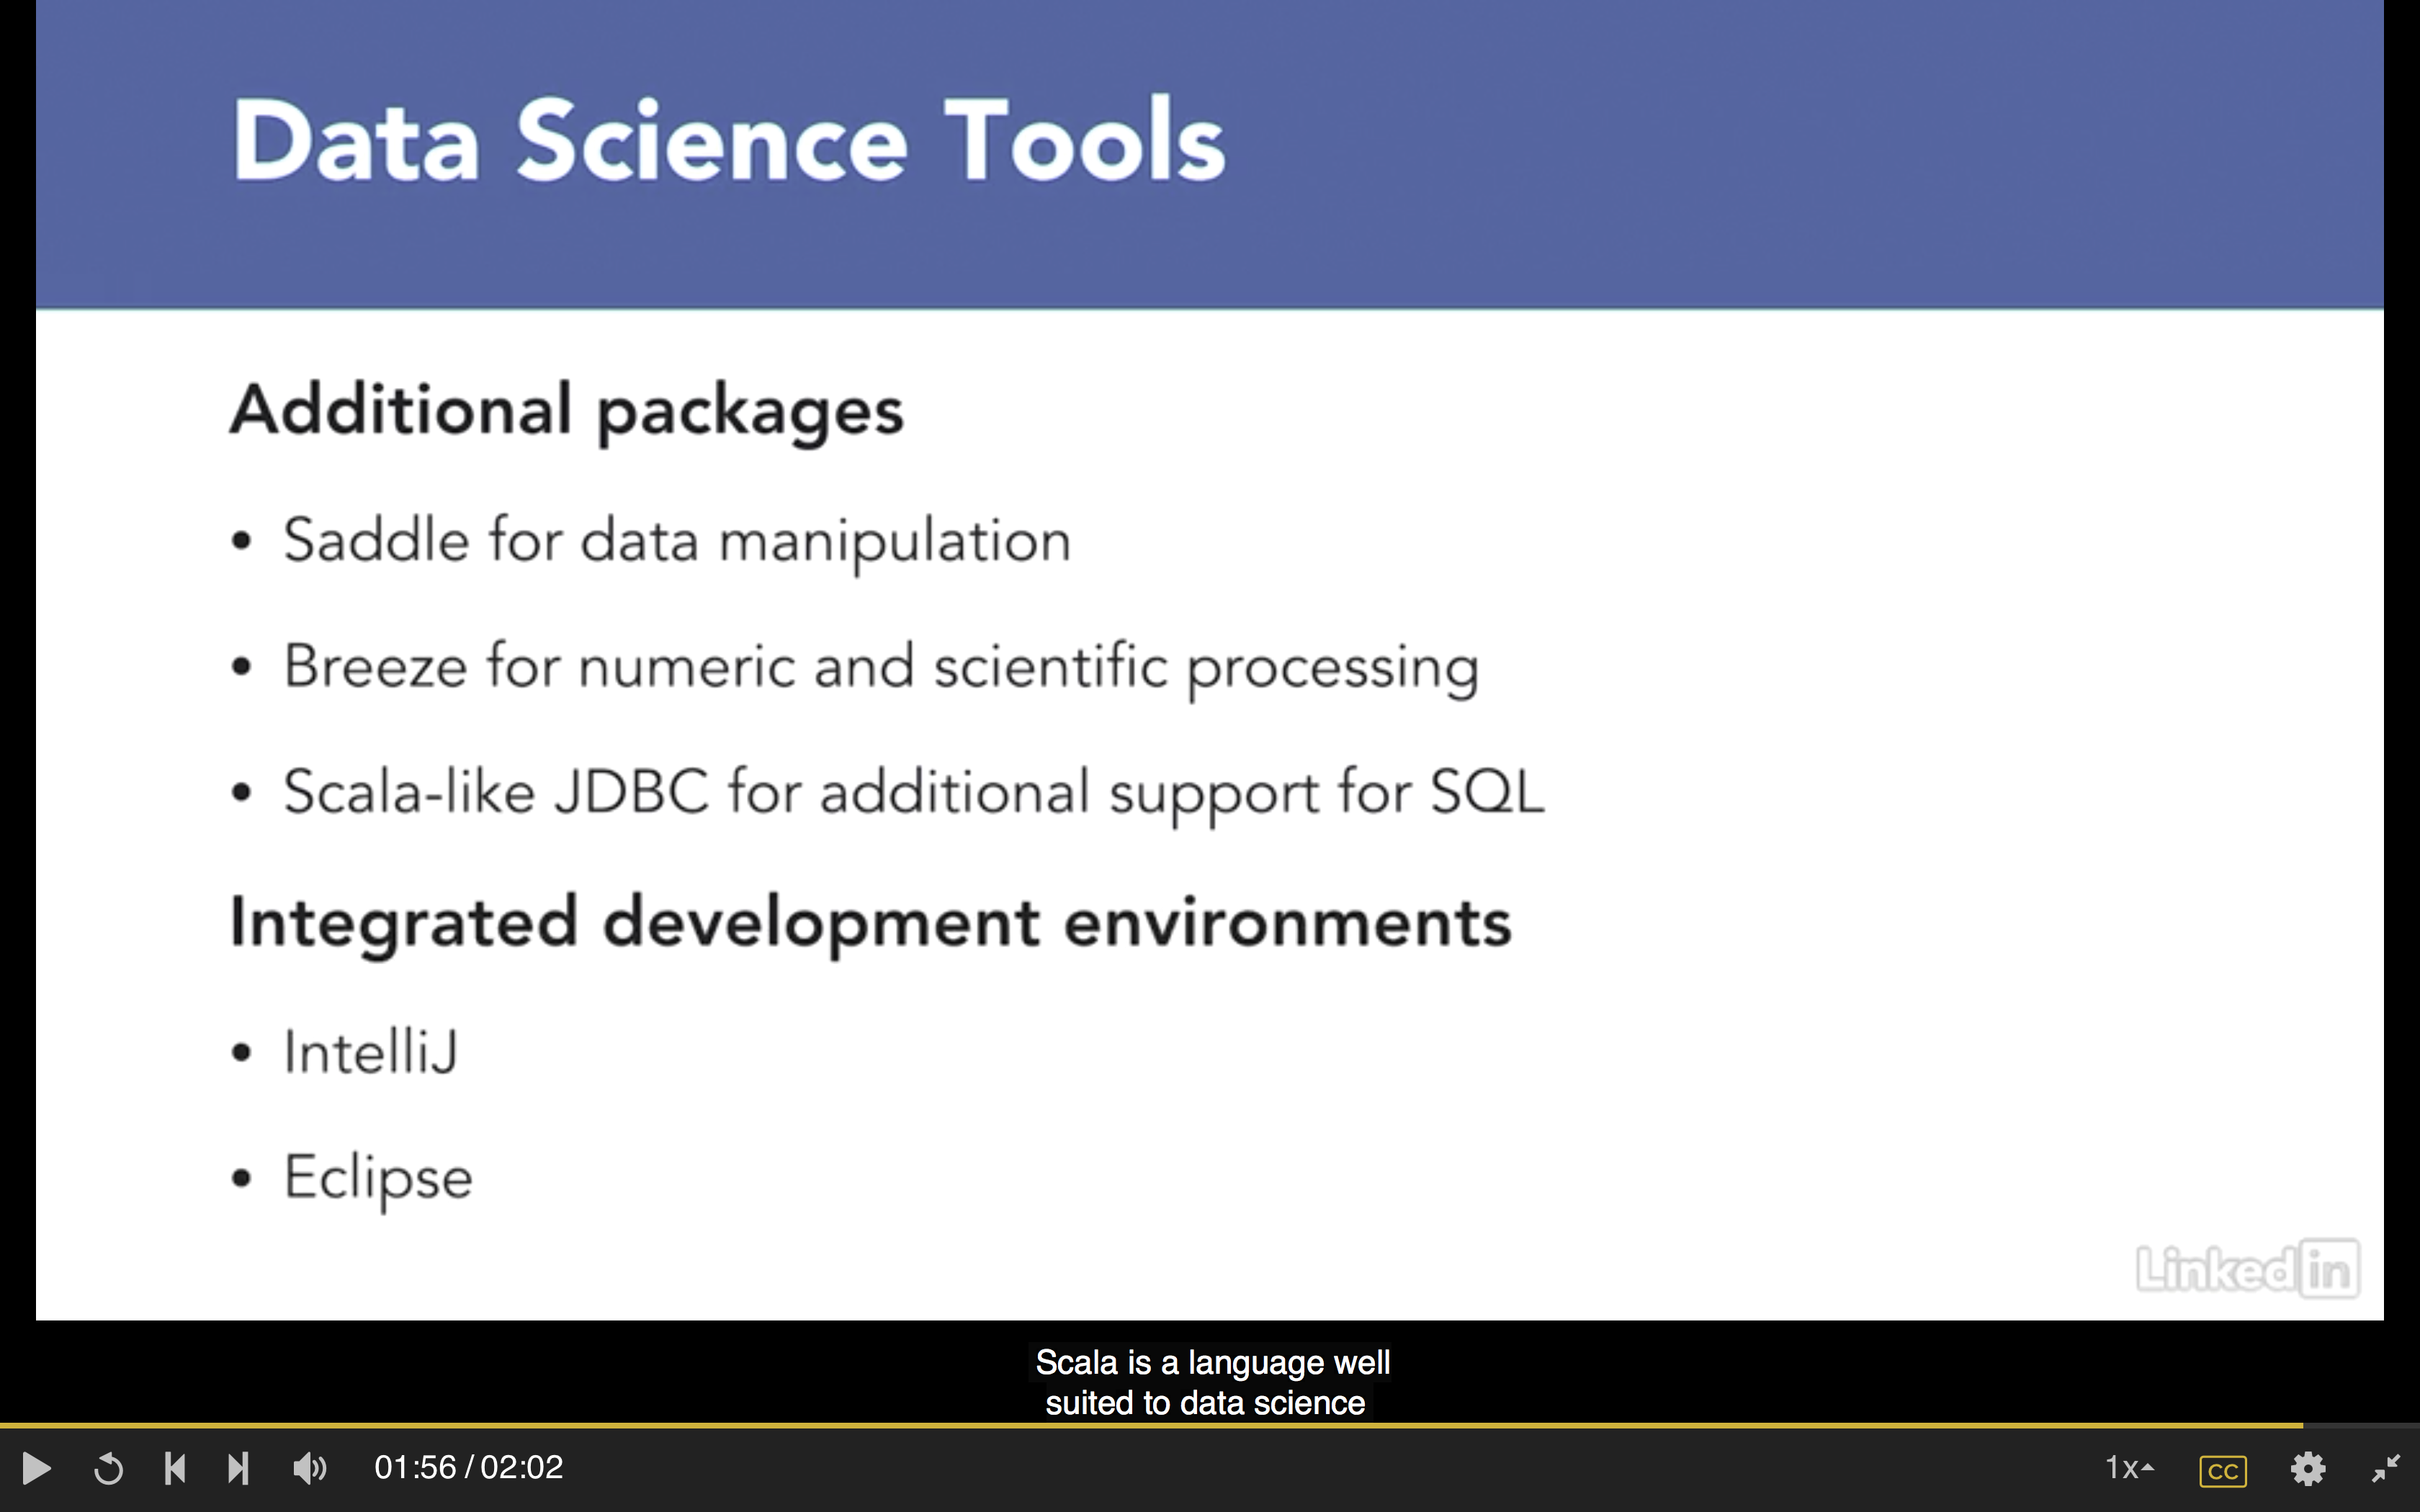 Data Science Tools
Additional packages
• Saddle for data manipulation
• Breeze for numeric and scientific processing
• Scala-like JDBC for additional support for SQL
Integrated development environments
• IntelliJ
• Eclipse
Linked in
Scala is a language well
suited to data science
01:56 / 02:02
1x
CC